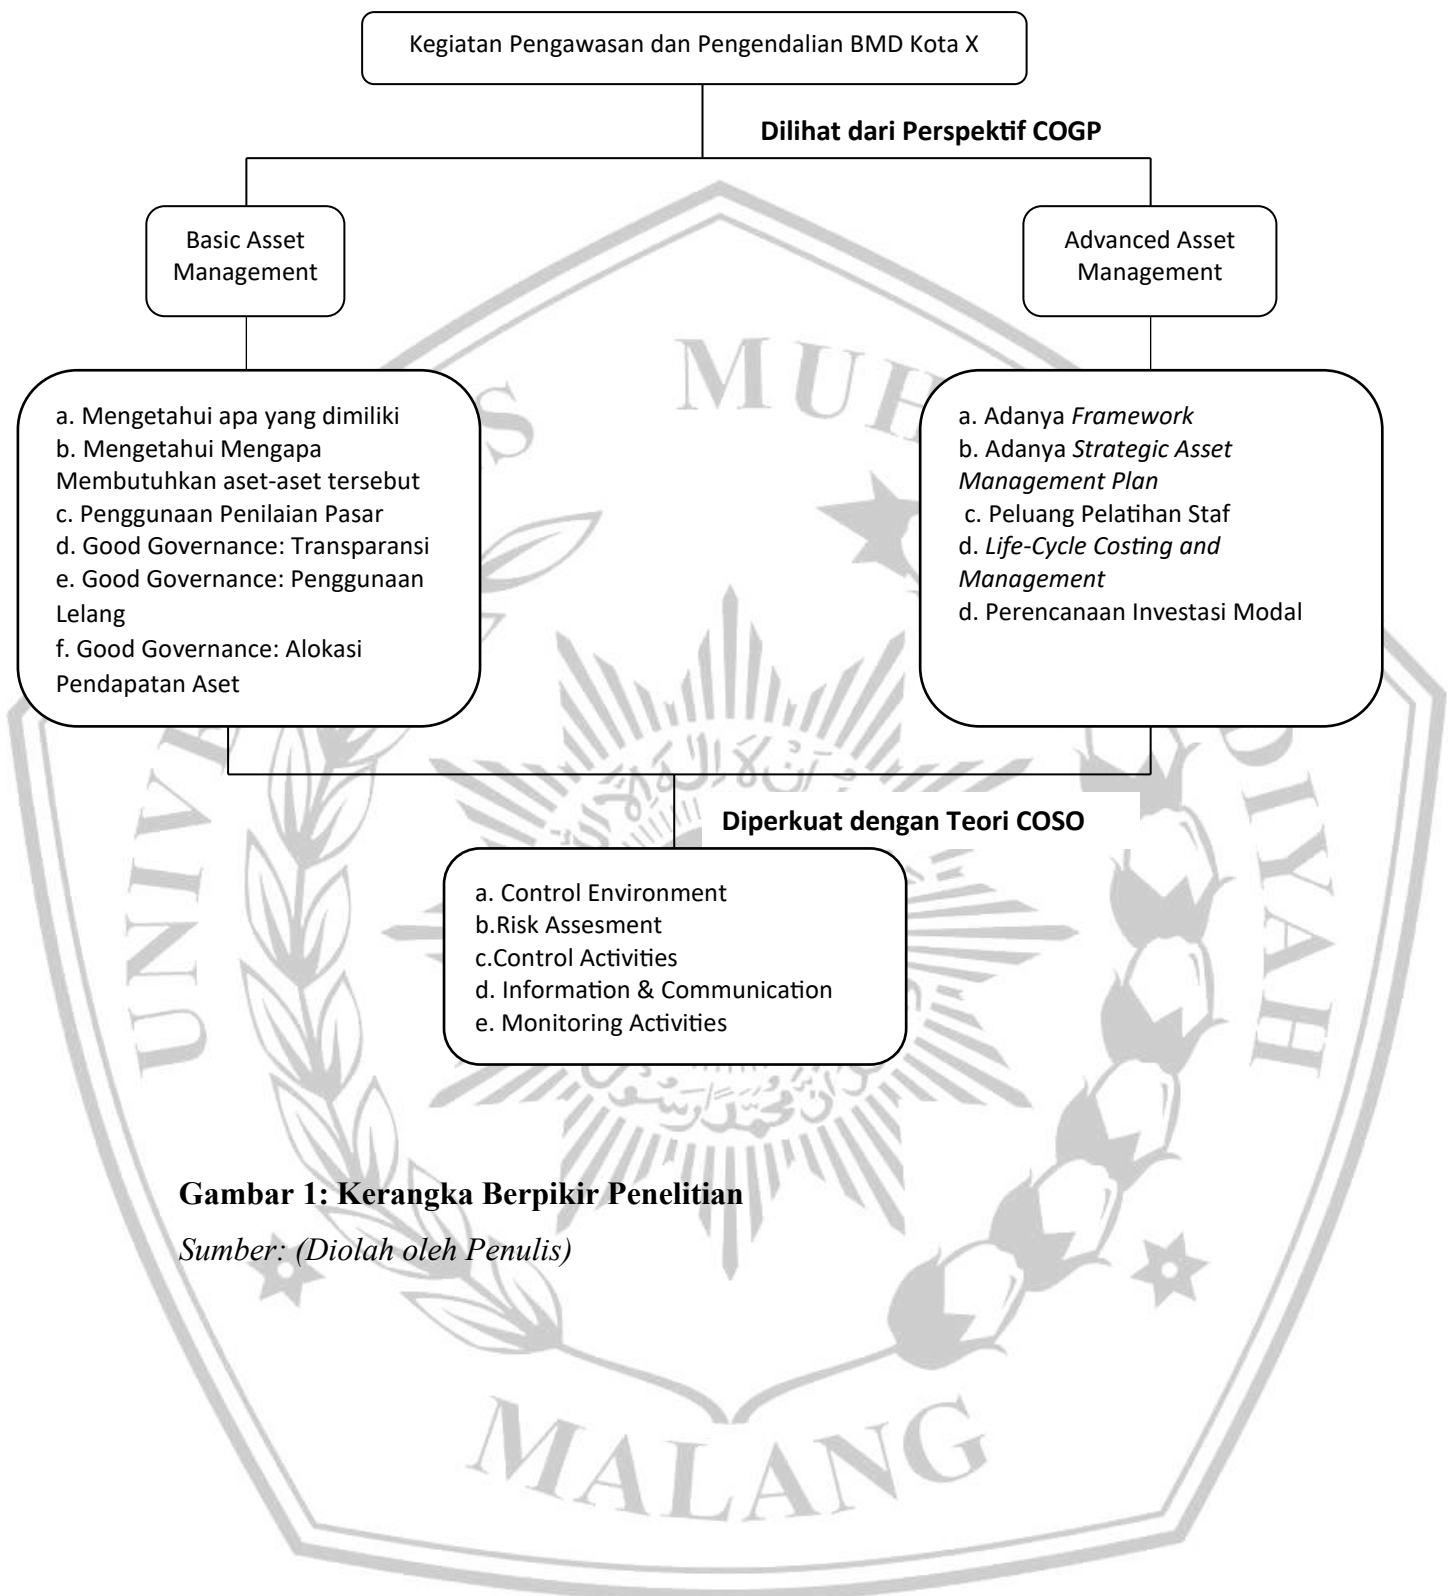 Kegiatan Pengawasan dan Pengendalian BMD Kota X
Dilihat dari Perspektif COGP
Basic Asset
Management
Advanced Asset
Management
a. Mengetahui apa yang dimiliki
b. Mengetahui Mengapa
Membutuhkan aset-aset tersebut
c. Penggunaan Penilaian Pasar
d. Good Governance: Transparansi
e. Good Governance: Penggunaan
Lelang
f. Good Governance: Alokasi
Pendapatan Aset
a. Adanya Framework
b. Adanya Strategic Asset
Management Plan
c. Peluang Pelatihan Staf
d. Life-Cycle Costing and
Management
d. Perencanaan Investasi Modal
Diperkuat dengan Teori COSO
a. Control Environment
b.Risk Assesment
c.Control Activities
d. Information & Communication
e. Monitoring Activities
Gambar 1: Kerangka Berpikir Penelitian
Sumber: (Diolah oleh Penulis)
MALANG